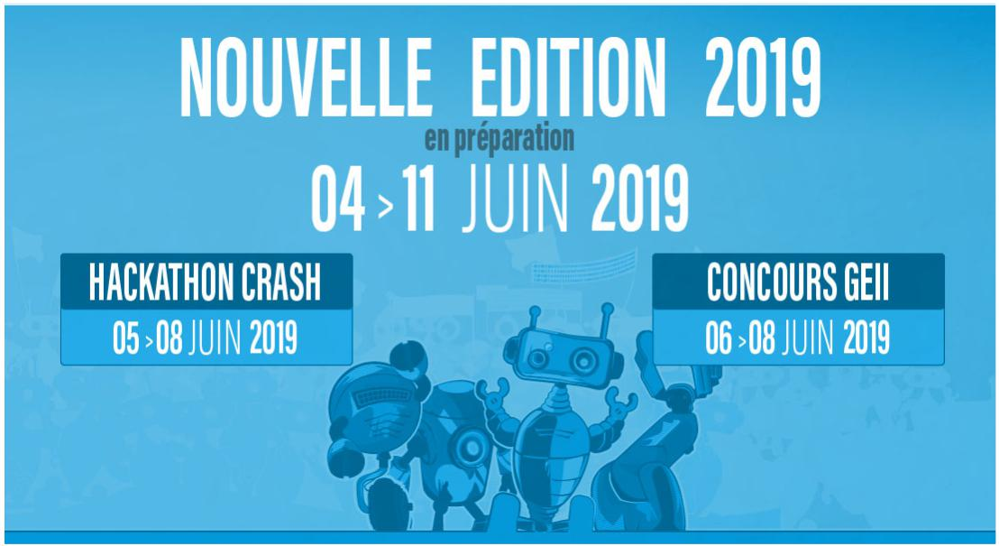 NOUVELLE EDITION 2019
en préparation
04 > 11 JUIN 2019
HACKATHON CRASH
05 > 08 JUIN 2019
CONCOURS GEII
06 > 08 JUIN 2019